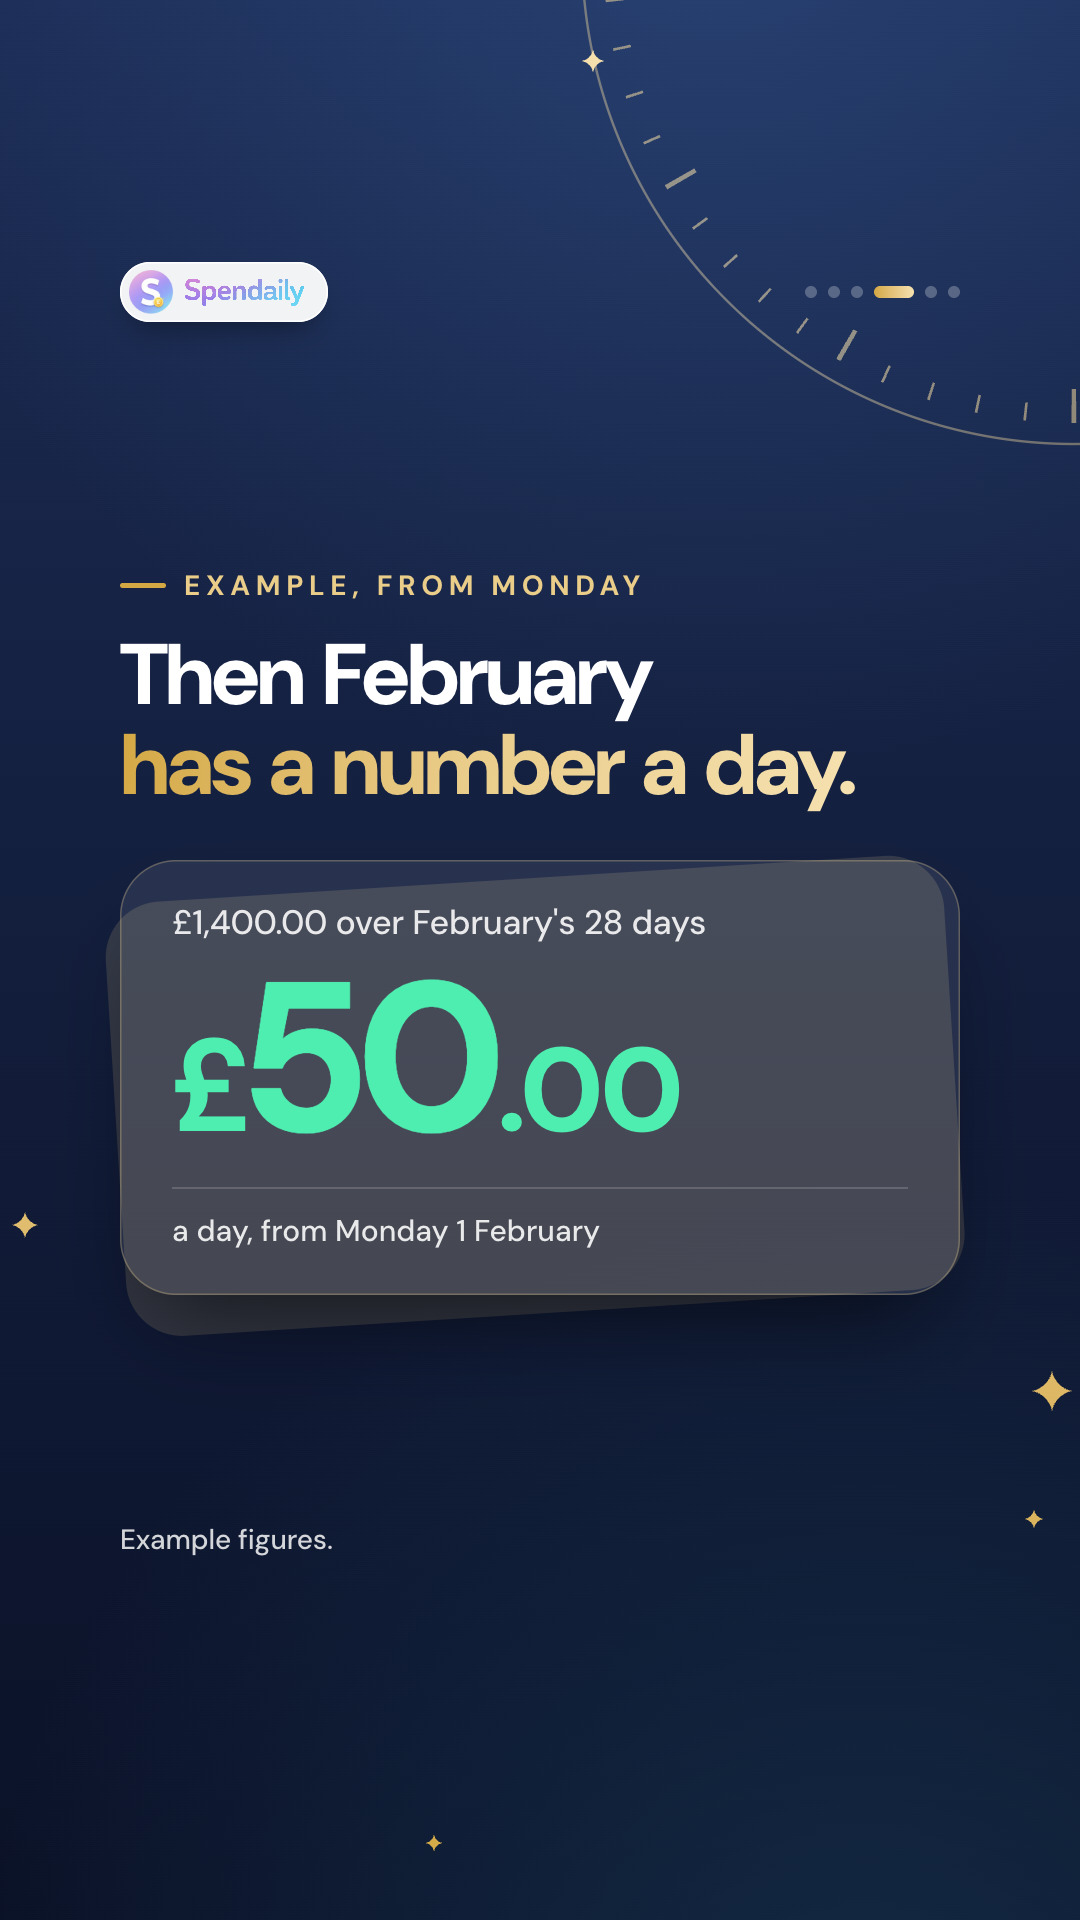 Spendaily
EXAMPLE, FROM MONDAY
Then February
has a number a day.
£1,400.00 over February's 28 days
£50.00
a day, from Monday 1 February
Example figures.